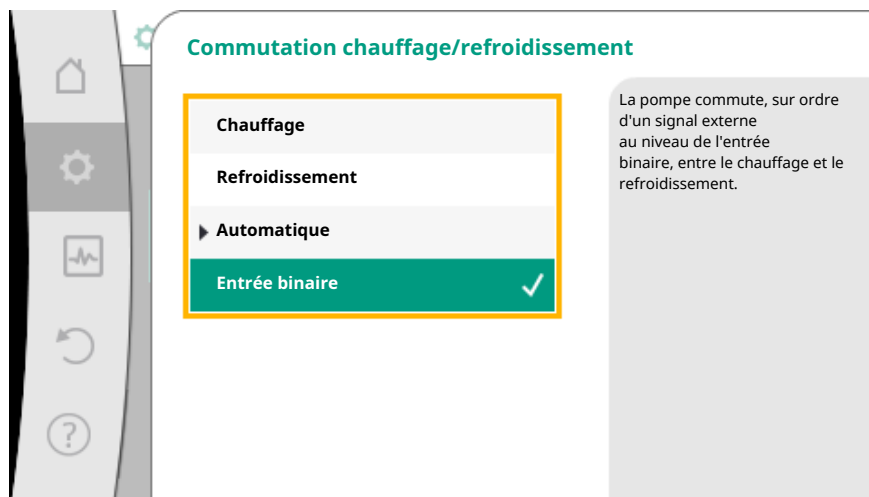 Commutation chauffage/refroidissement
Chauffage
Refroidissement
Automatique
Entrée binaire
La pompe commute, sur ordre
d'un signal externe
au niveau de l'entrée
binaire, entre le chauffage et le
refroidissement.
?